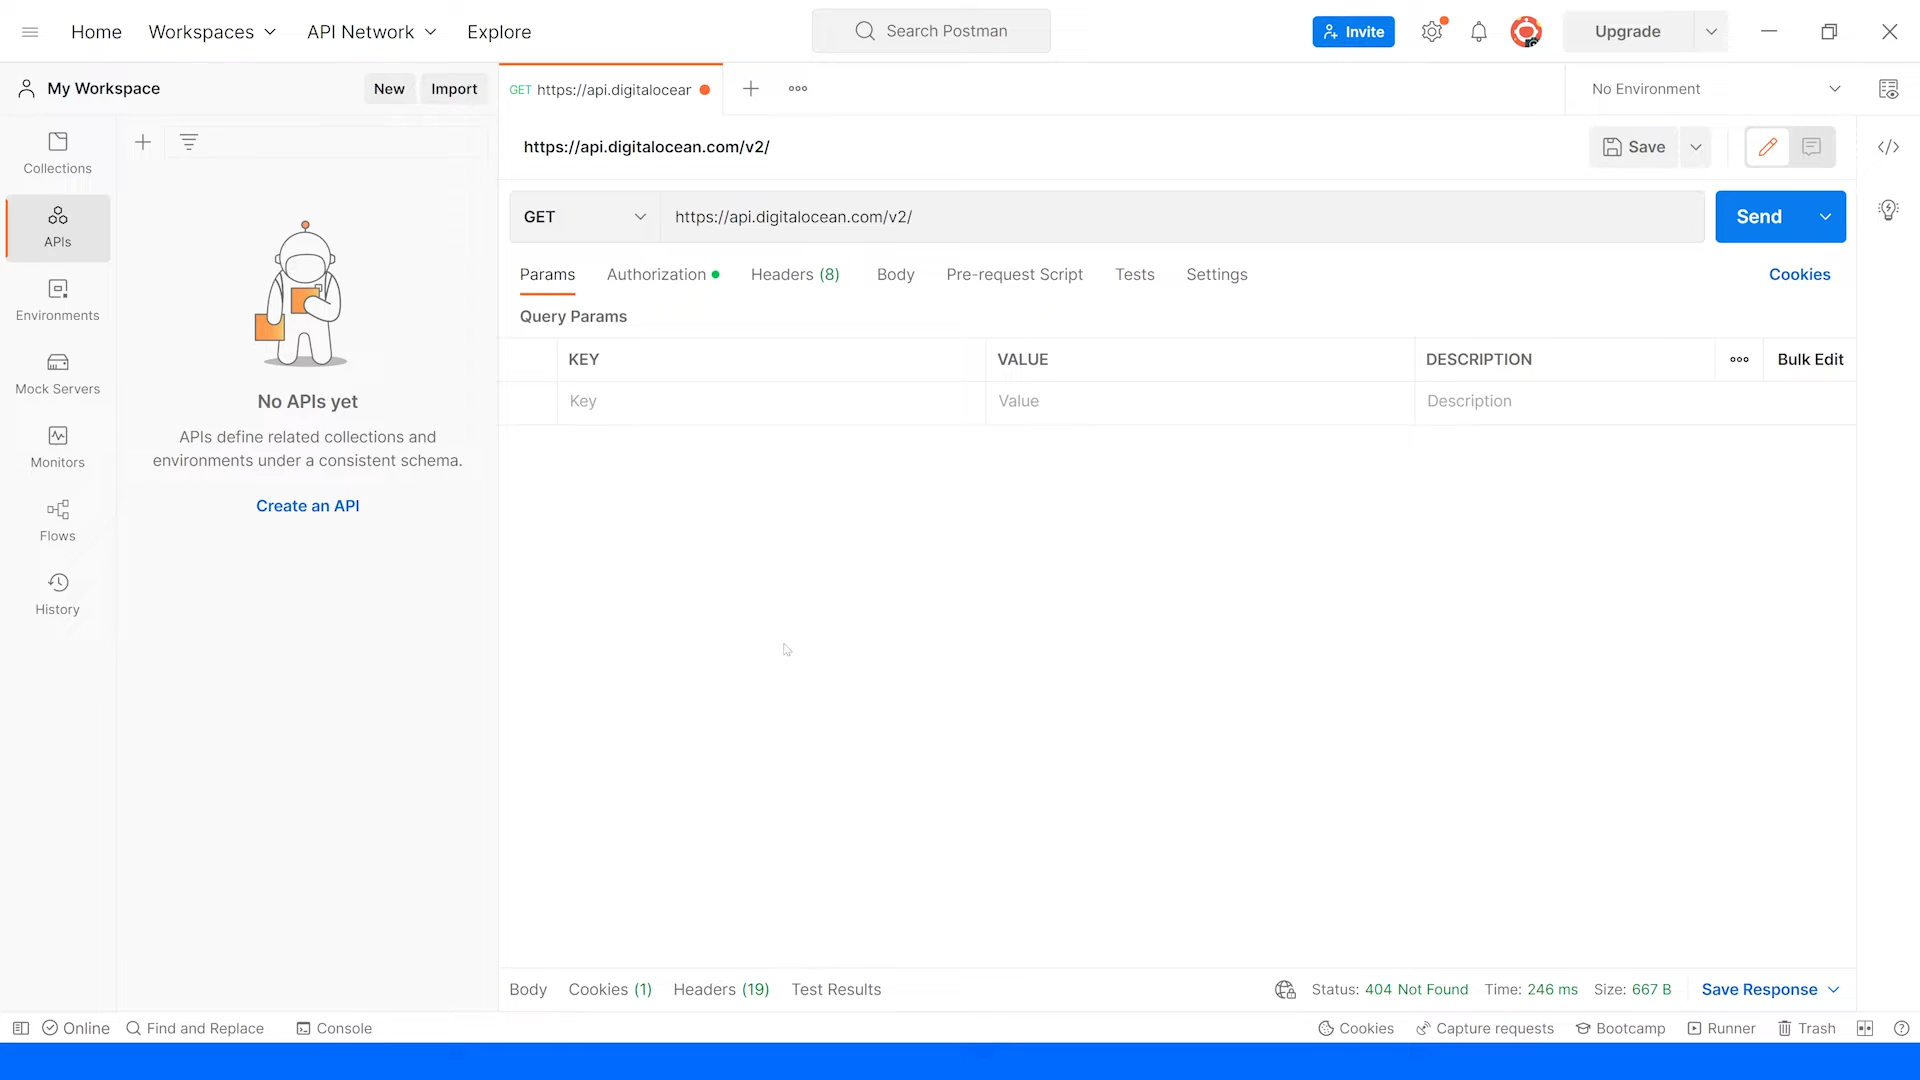 Home Workspaces API Network Explore Search Postman Invite Upgrade
My Workspace New Import GET https://api.digitalocear No Environment
https://api.digitalocean.com/v2/ Save
Collections
APIs
Environments
Mock Servers
Monitors
Flows
History
No APIs yet
APIs define related collections and
environments under a consistent schema.
Create an API
GET https://api.digitalocean.com/v2/ Send
Params Authorization Headers (8) Body Pre-request Script Tests Settings Cookies
Query Params
KEY VALUE DESCRIPTION Bulk Edit
Key Value Description
Body Cookies (1) Headers (19) Test Results Status: 404 Not Found Time: 246 ms Size: 667 B Save Response
Online Find and Replace Console Cookies Capture requests Bootcamp Runner Trash